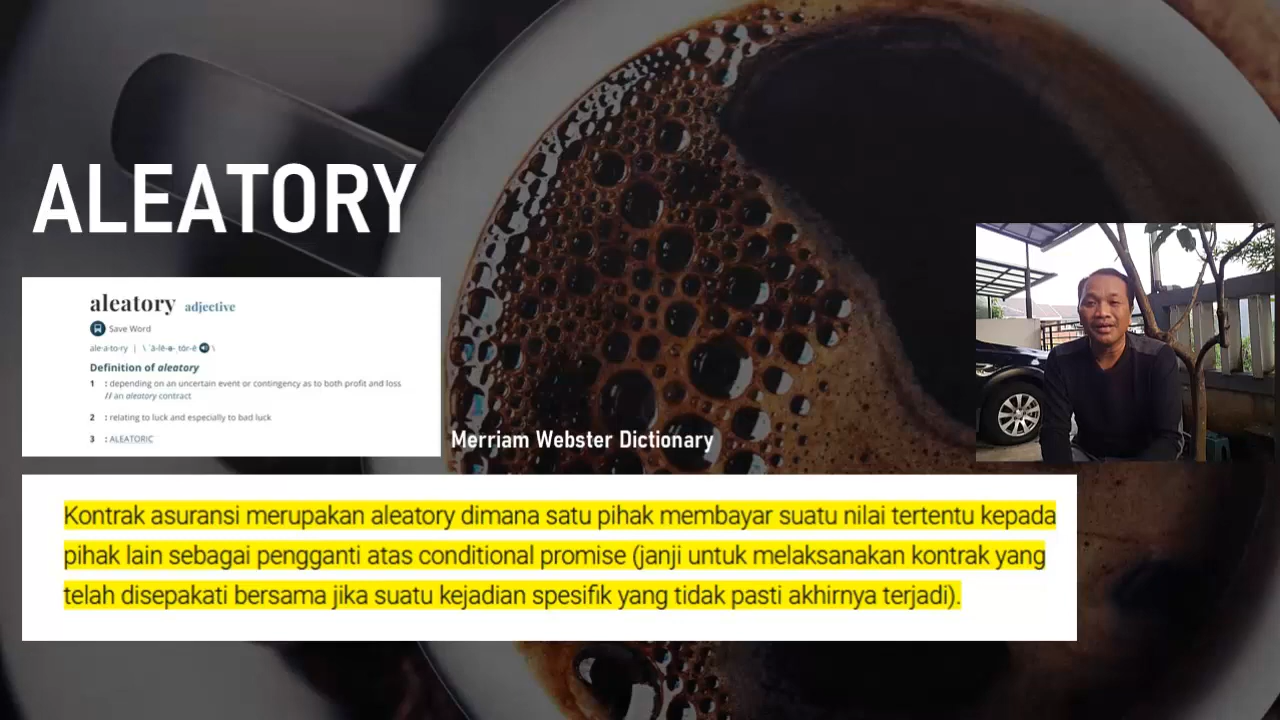 ALEATORY
aleatory adjective
Save Word
ale·a·to·ry | \ ˈā-lē-ə-ˌtȯr-ē \
Definition of aleatory
1 : depending on an uncertain event or contingency as to both profit and loss
// an aleatory contract
2 : relating to luck and especially to bad luck
3 : ALEATORIC
Merriam Webster Dictionary
Kontrak asuransi merupakan aleatory dimana satu pihak membayar suatu nilai tertentu kepada
pihak lain sebagai pengganti atas conditional promise (janji untuk melaksanakan kontrak yang
telah disepakati bersama jika suatu kejadian spesifik yang tidak pasti akhirnya terjadi).